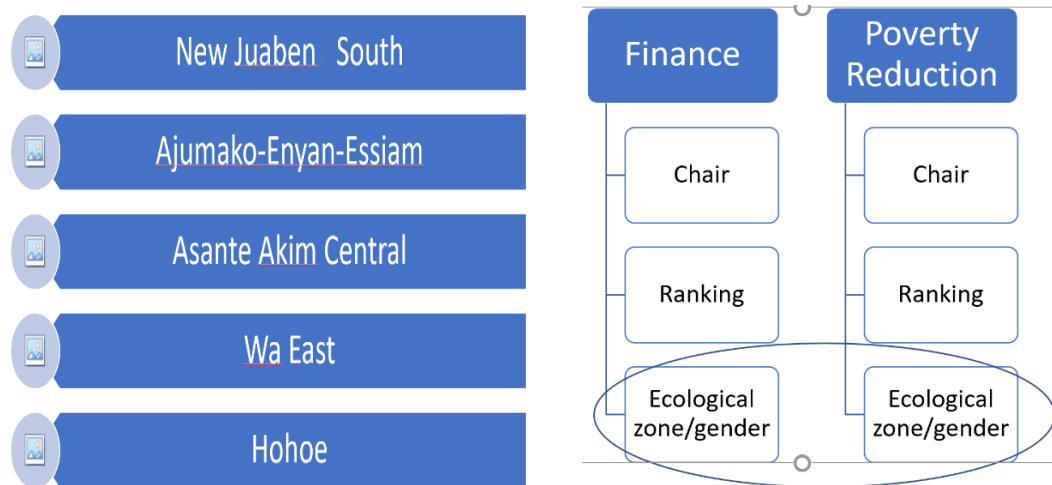 New Juaben South
Ajumako-Enyan-Essiam
Asante Akim Central
Wa East
Hohoe
Finance
Chair
Ranking
Ecological
zone/gender
Poverty
Reduction
Chair
Ranking
Ecological
zone/gender